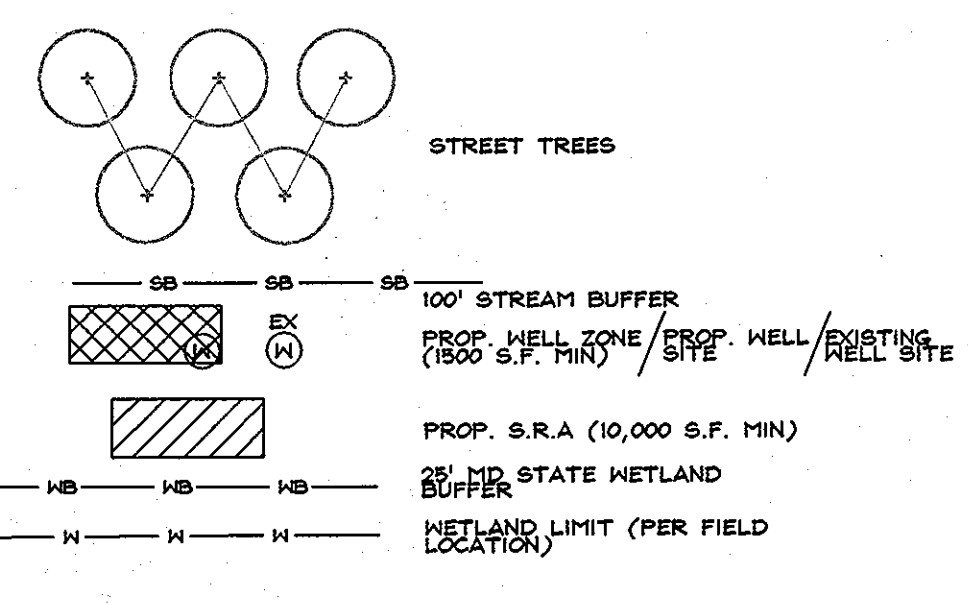 STREET TREES
SB SB SB
100' STREAM BUFFER
EX
W W
PROP. WELL ZONE / PROP. WELL / EXISTING
(1500 S.F. MIN) SITE WELL SITE
PROP. S.R.A (10,000 S.F. MIN)
WB WB WB
25' MD STATE WETLAND
BUFFER
W W W
WETLAND LIMIT (PER FIELD
LOCATION)